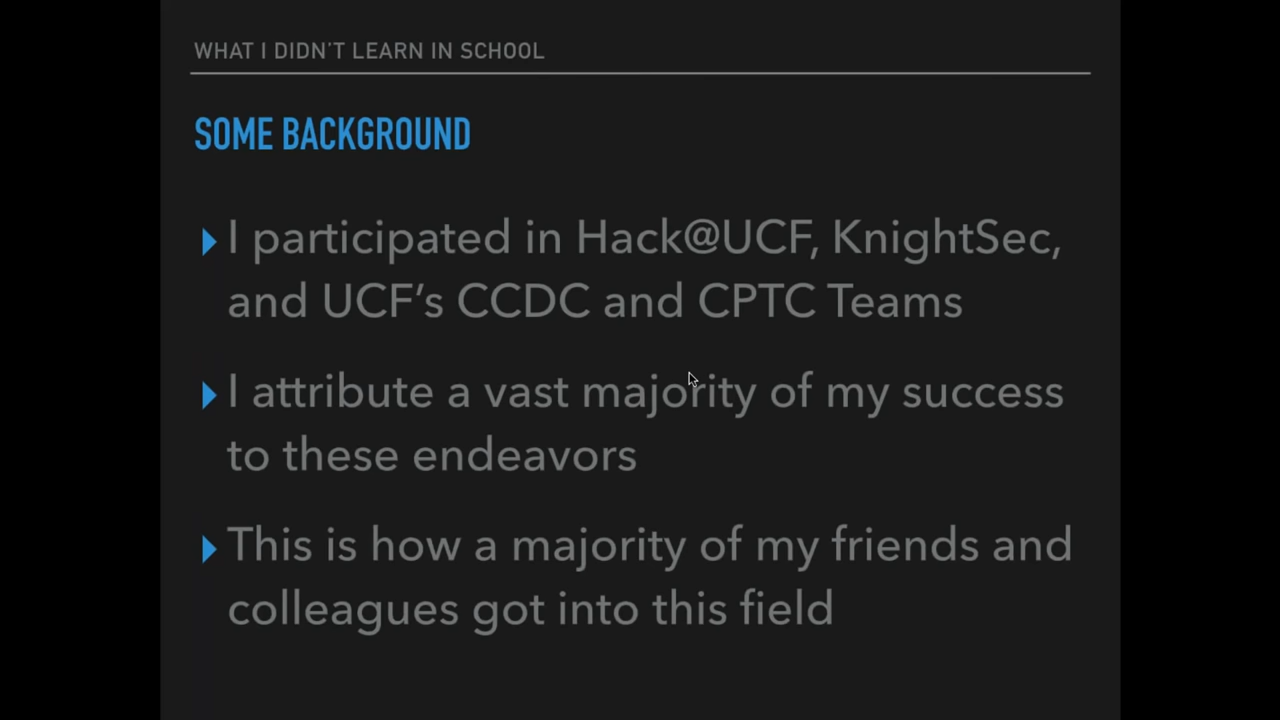 WHAT I DIDN'T LEARN IN SCHOOL
SOME BACKGROUND
I participated in Hack@UCF, KnightSec,
and UCF’s CCDC and CPTC Teams
I attribute a vast majority of my success
to these endeavors
This is how a majority of my friends and
colleagues got into this field